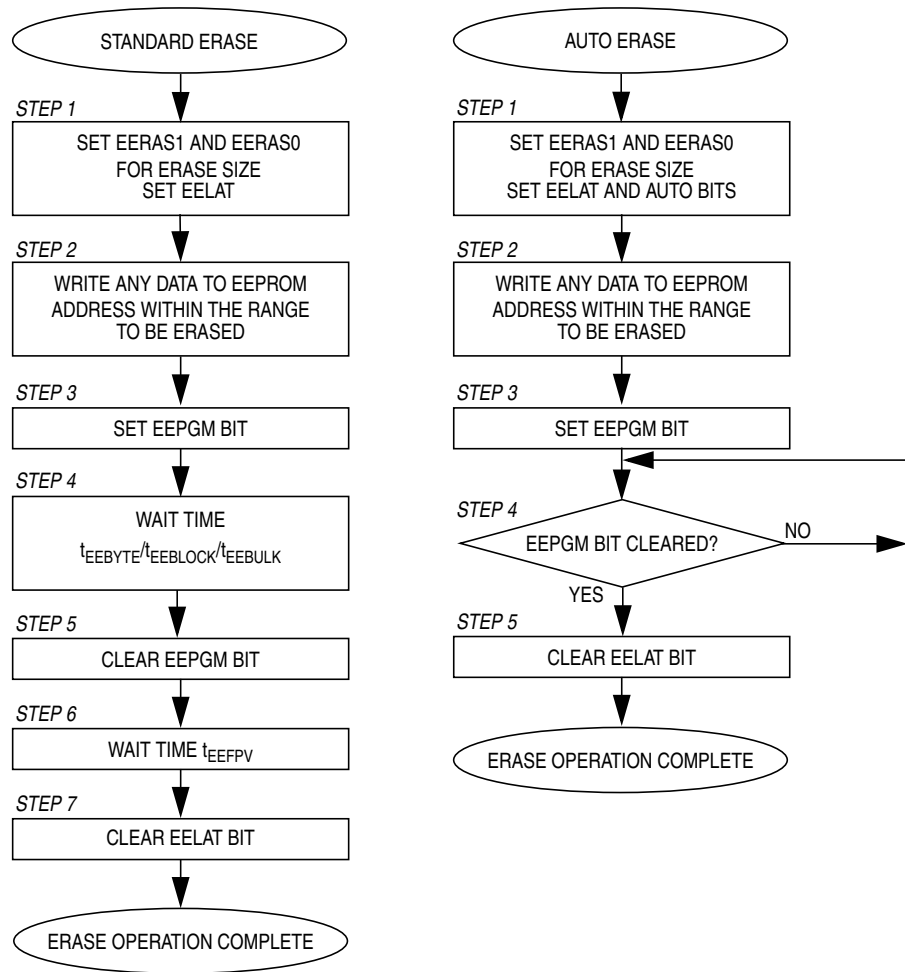 STANDARD ERASE
STEP 1
SET EERAS1 AND EERAS0
FOR ERASE SIZE
SET EELAT
STEP 2
WRITE ANY DATA TO EEPROM
ADDRESS WITHIN THE RANGE
TO BE ERASED
STEP 3
SET EEPGM BIT
STEP 4
WAIT TIME
tEEBYTE/tEEBLOCK/tEEBULK
STEP 5
CLEAR EEPGM BIT
STEP 6
WAIT TIME tEEFPV
STEP 7
CLEAR EELAT BIT
ERASE OPERATION COMPLETE
AUTO ERASE
STEP 1
SET EERAS1 AND EERAS0
FOR ERASE SIZE
SET EELAT AND AUTO BITS
STEP 2
WRITE ANY DATA TO EEPROM
ADDRESS WITHIN THE RANGE
TO BE ERASED
STEP 3
SET EEPGM BIT
STEP 4
EEPGM BIT CLEARED?
NO
YES
STEP 5
CLEAR EELAT BIT
ERASE OPERATION COMPLETE